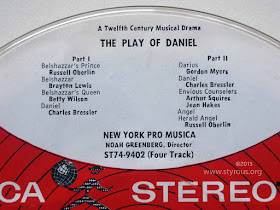 A Twelfth Century Musical Drama
THE PLAY OF DANIEL
Part I
Belshazzar's Prince
Russell Oberlin
Belshazzar
Brayton Lewis
Belshazzar's Queen
Betty Wilson
Daniel
Charles Bressler
Part II
Darius
Gordon Myers
Daniel
Charles Bressler
Envious Counselors
Arthur Squires
Jean Hakes
Angel
Herald Angel
Russell Oberlin
NEW YORK PRO MUSICA
NOAH GREENBERG, Director
ST74-9402 (Four Track)
©2015
www.styrous.org
CA STEREO